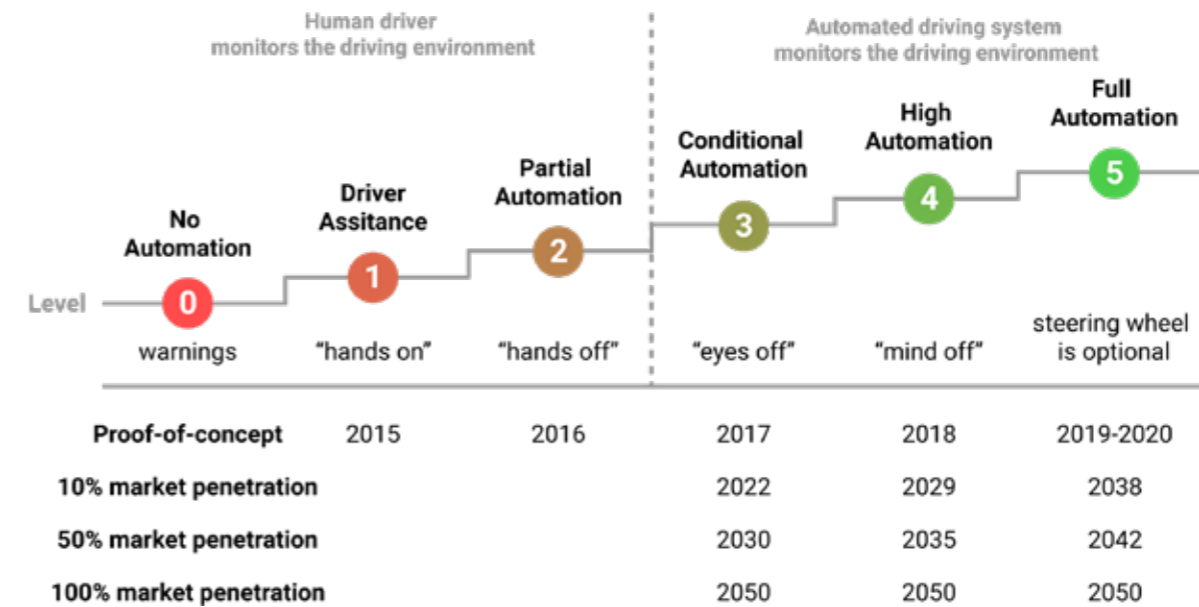 Human driver
monitors the driving environment
Automated driving system
monitors the driving environment
No
Automation
Driver
Assitance
Partial
Automation
Conditional
Automation
High
Automation
Full
Automation
Level
0
1
2
3
4
5
warnings
“hands on”
“hands off”
“eyes off”
“mind off”
steering wheel
is optional
Proof-of-concept 2015 2016 2017 2018 2019-2020
10% market penetration 2022 2029 2038
50% market penetration 2030 2035 2042
100% market penetration 2050 2050 2050